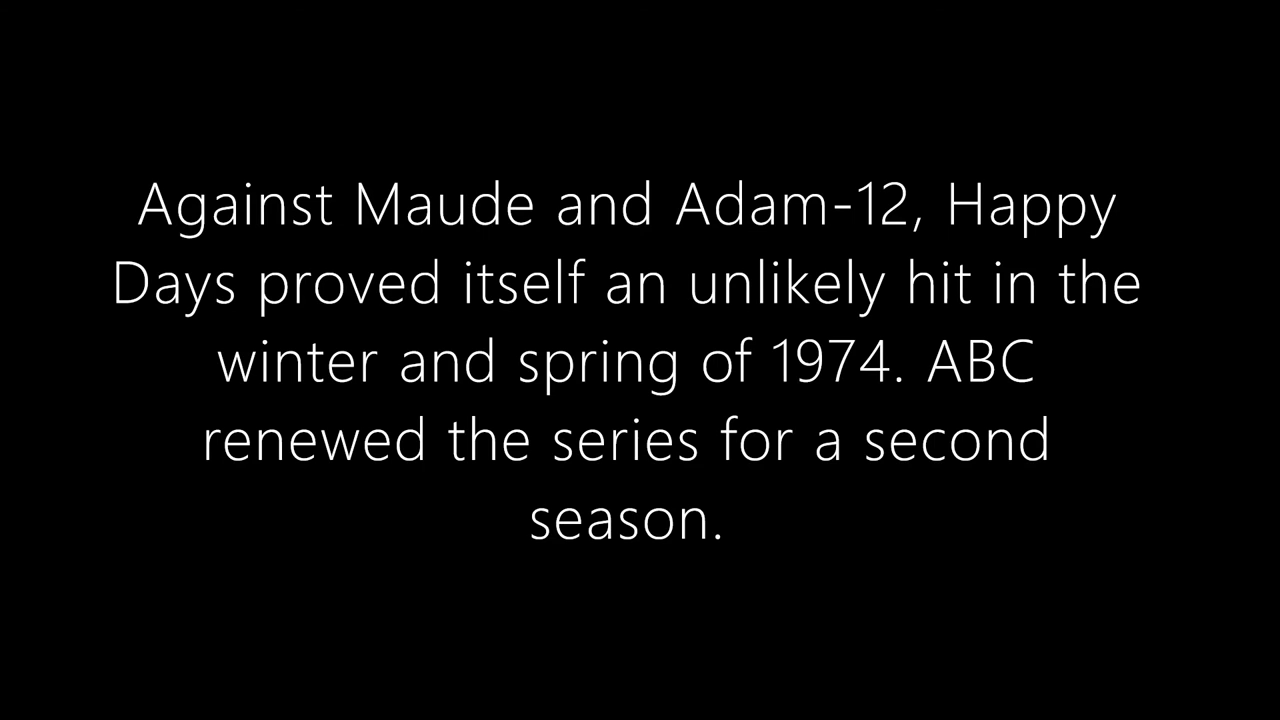 Against Maude and Adam-12, Happy
Days proved itself an unlikely hit in the
winter and spring of 1974. ABC
renewed the series for a second
season.